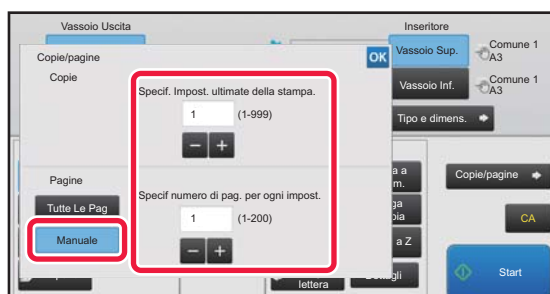 Vassoio Uscita
Inseritore
Copie/pagine
OK
Vassoio Sup.
Comune 1
A3
Copie
Specif. Impost. ultimate della stampa.
Vassoio Inf.
Comune 1
A3
1
(1-999)
Tipo e dimens.
Pagine
Copie/pagine
Specif numero di pag. per ogni impost.
Tutte Le Pag
1
(1-200)
CA
Manuale
a Z
Start
lettera